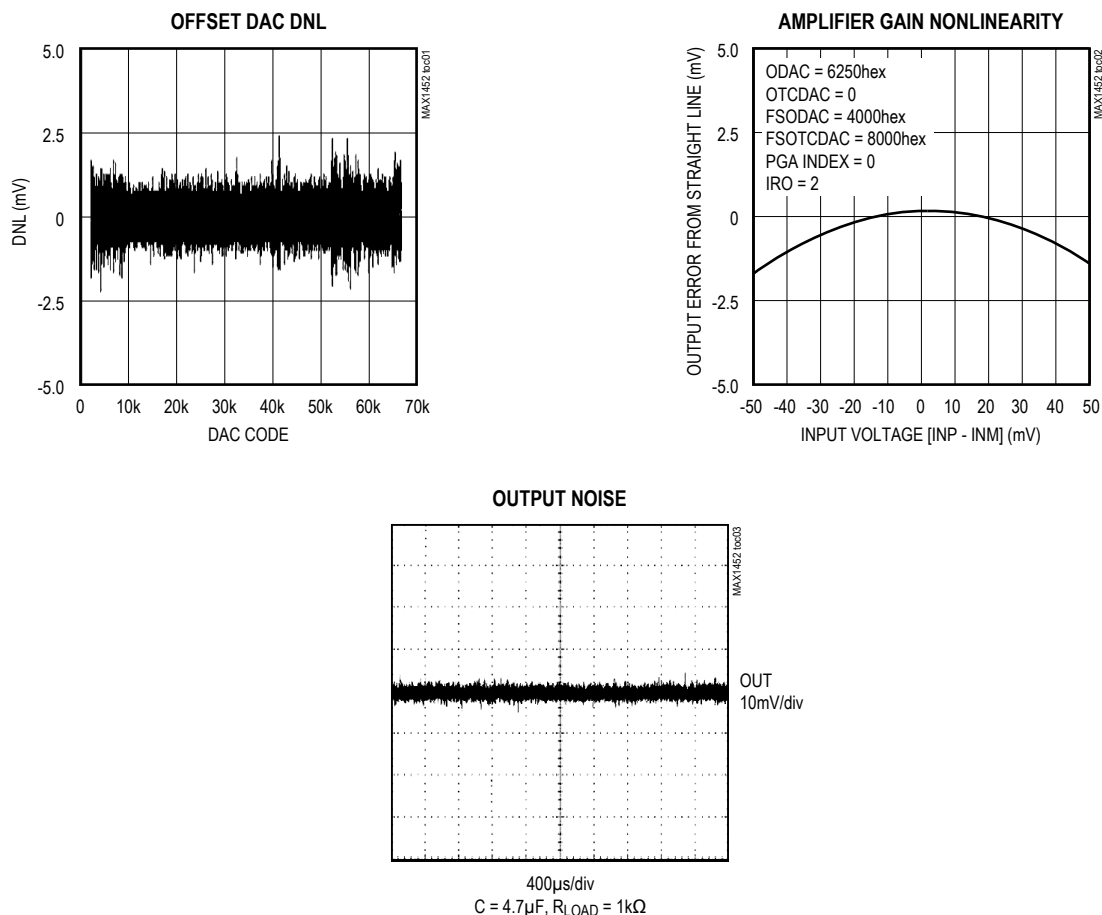 OFFSET DAC DNL
5.0
2.5
0
-2.5
-5.0
DNL (mV)
0 10k 20k 30k 40k 50k 60k 70k
DAC CODE
MAX1452 toc01
AMPLIFIER GAIN NONLINEARITY
5.0
2.5
0
-2.5
-5.0
OUTPUT ERROR FROM STRAIGHT LINE (mV)
ODAC = 6250hex
OTCDAC = 0
FSODAC = 4000hex
FSOTCDAC = 8000hex
PGA INDEX = 0
IRO = 2
-50 -40 -30 -20 -10 0 10 20 30 40 50
INPUT VOLTAGE [INP - INM] (mV)
MAX1452 toc02
OUTPUT NOISE
MAX1452 toc03
OUT
10mV/div
400µs/div
C = 4.7µF, RLOAD = 1kΩ